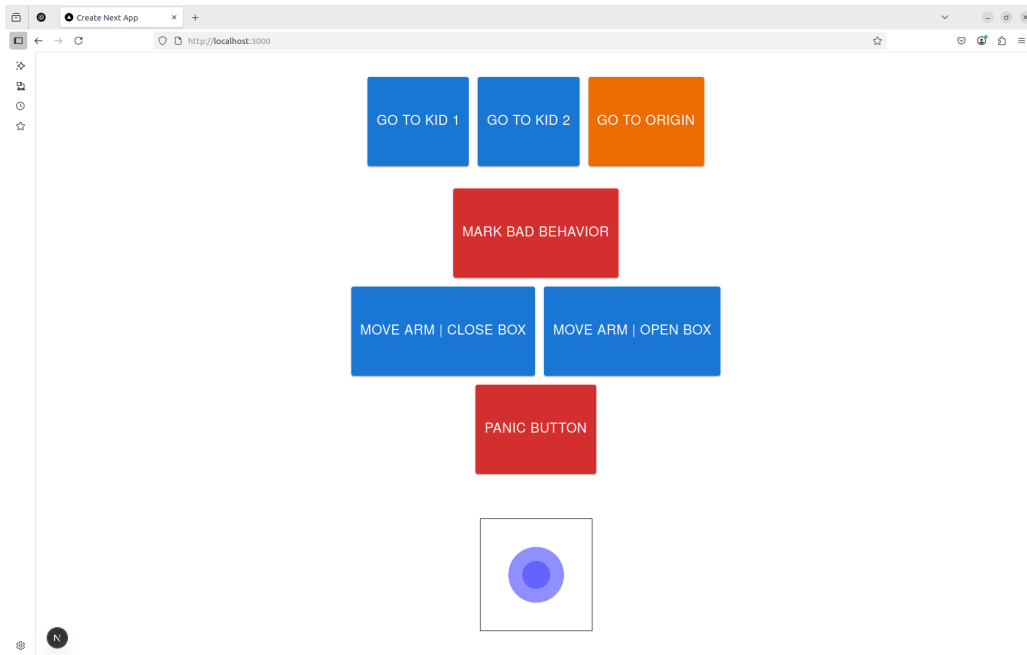 Create Next App
http://localhost:3000
GO TO KID 1
GO TO KID 2
GO TO ORIGIN
MARK BAD BEHAVIOR
MOVE ARM | CLOSE BOX
MOVE ARM | OPEN BOX
PANIC BUTTON
N